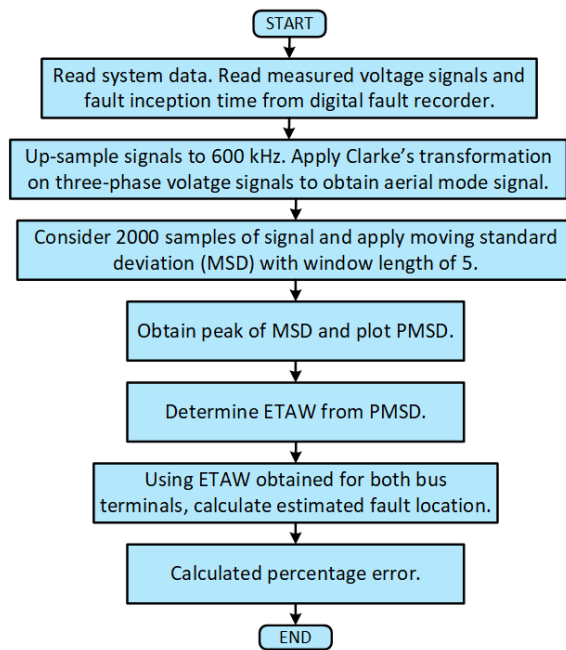 START
Read system data. Read measured voltage signals and
fault inception time from digital fault recorder.
Up-sample signals to 600 kHz. Apply Clarke's transformation
on three-phase volatge signals to obtain aerial mode signal.
Consider 2000 samples of signal and apply moving standard
deviation (MSD) with window length of 5.
Obtain peak of MSD and plot PMSD.
Determine ETAW from PMSD.
Using ETAW obtained for both bus
terminals, calculate estimated fault location.
Calculated percentage error.
END